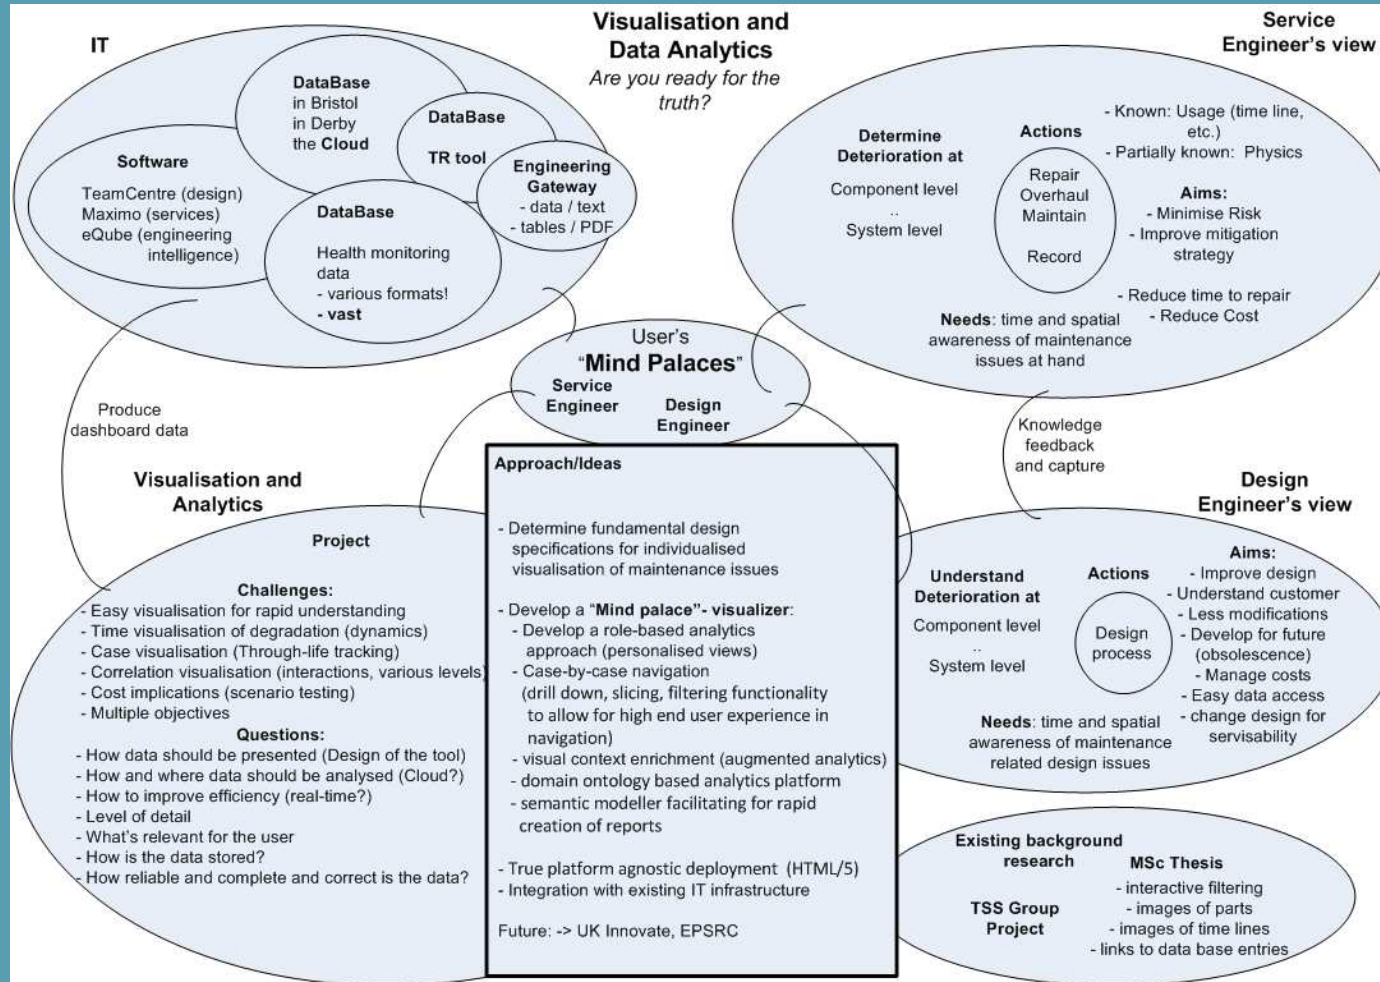 Visualisation and
Data Analytics
Are you ready for the
truth?
IT
DataBase
in Bristol
in Derby
the Cloud
DataBase
TR tool
Engineering
Gateway
- data / text
- tables / PDF
Software
TeamCentre (design)
Maximo (services)
eQube (engineering
intelligence)
DataBase
Health monitoring
data
- various formats!
- vast
Service
Engineer's view
Determine
Deterioration at
Component level
..
System level
Actions
Repair
Overhaul
Maintain
Record
- Known: Usage (time line,
etc.)
- Partially known: Physics
Aims:
- Minimise Risk
- Improve mitigation
strategy
- Reduce time to repair
- Reduce Cost
Needs: time and spatial
awareness of maintenance
issues at hand
User's
"Mind Palaces"
Service
Engineer
Design
Engineer
Produce
dashboard data
Knowledge
feedback
and capture
Visualisation and
Analytics
Project
Challenges:
- Easy visualisation for rapid understanding
- Time visualisation of degradation (dynamics)
- Case visualisation (Through-life tracking)
- Correlation visualisation (interactions, various levels)
- Cost implications (scenario testing)
- Multiple objectives
Questions:
- How data should be presented (Design of the tool)
- How and where data should be analysed (Cloud?)
- How to improve efficiency (real-time?)
- Level of detail
- What's relevant for the user
- How is the data stored?
- How reliable and complete and correct is the data?
Approach/Ideas
- Determine fundamental design
specifications for individualised
visualisation of maintenance issues
- Develop a "Mind palace"- visualizer:
- Develop a role-based analytics
approach (personalised views)
- Case-by-case navigation
(drill down, slicing, filtering functionality
to allow for high end user experience in
navigation)
- visual context enrichment (augmented analytics)
- domain ontology based analytics platform
- semantic modeller facilitating for rapid
creation of reports
- True platform agnostic deployment (HTML/5)
- Integration with existing IT infrastructure
Future: -> UK Innovate, EPSRC
Design
Engineer's view
Understand
Deterioration at
Component level
..
System level
Actions
Design
process
Aims:
- Improve design
- Understand customer
- Less modifications
- Develop for future
(obsolescence)
- Manage costs
- Easy data access
- change design for
servisability
Needs: time and spatial
awareness of maintenance
related design issues
Existing background
research
TSS Group
Project
MSc Thesis
- interactive filtering
- images of parts
- images of time lines
- links to data base entries